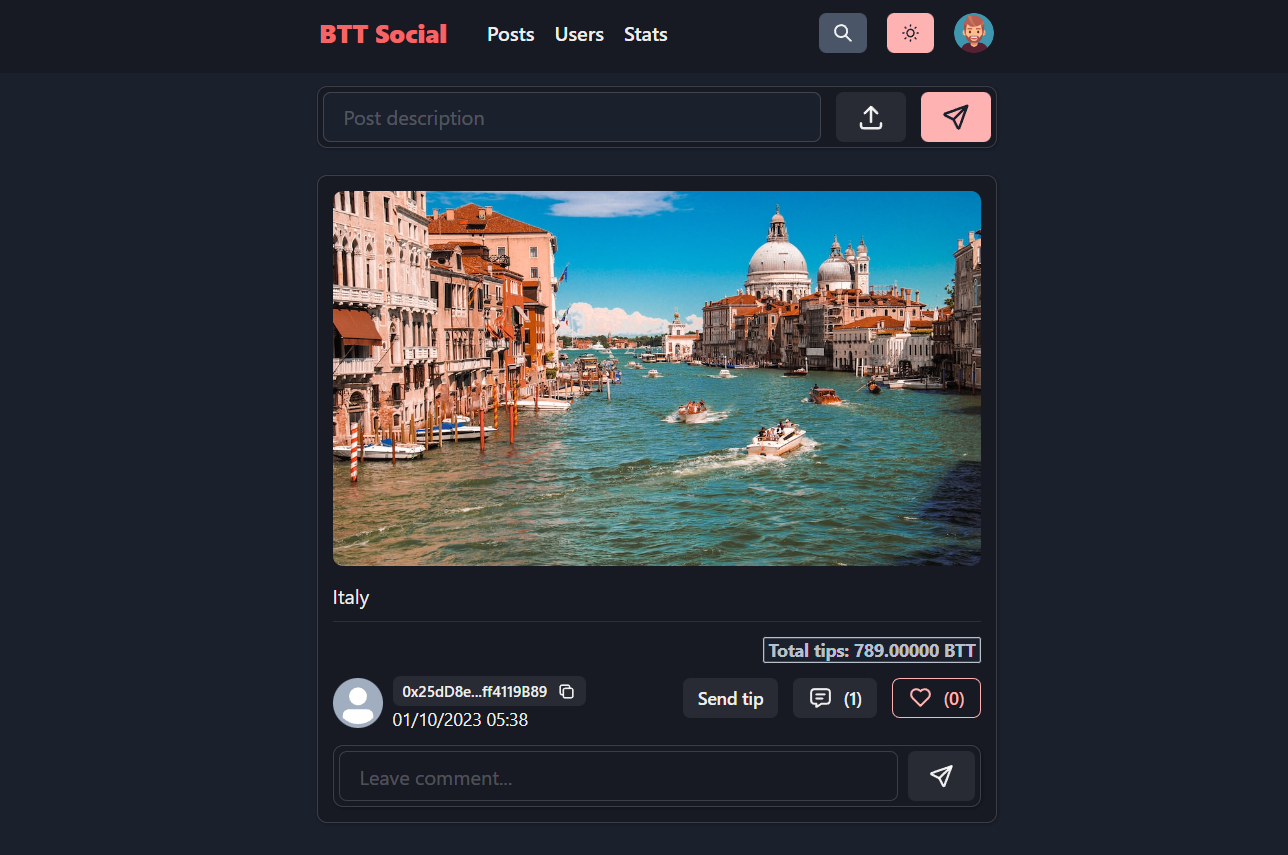 BTT Social Posts Users Stats
Post description
Italy
Total tips: 789.00000 BTT
0x25dD8e...ff4119B89
Send tip (1) (0)
01/10/2023 05:38
Leave comment...